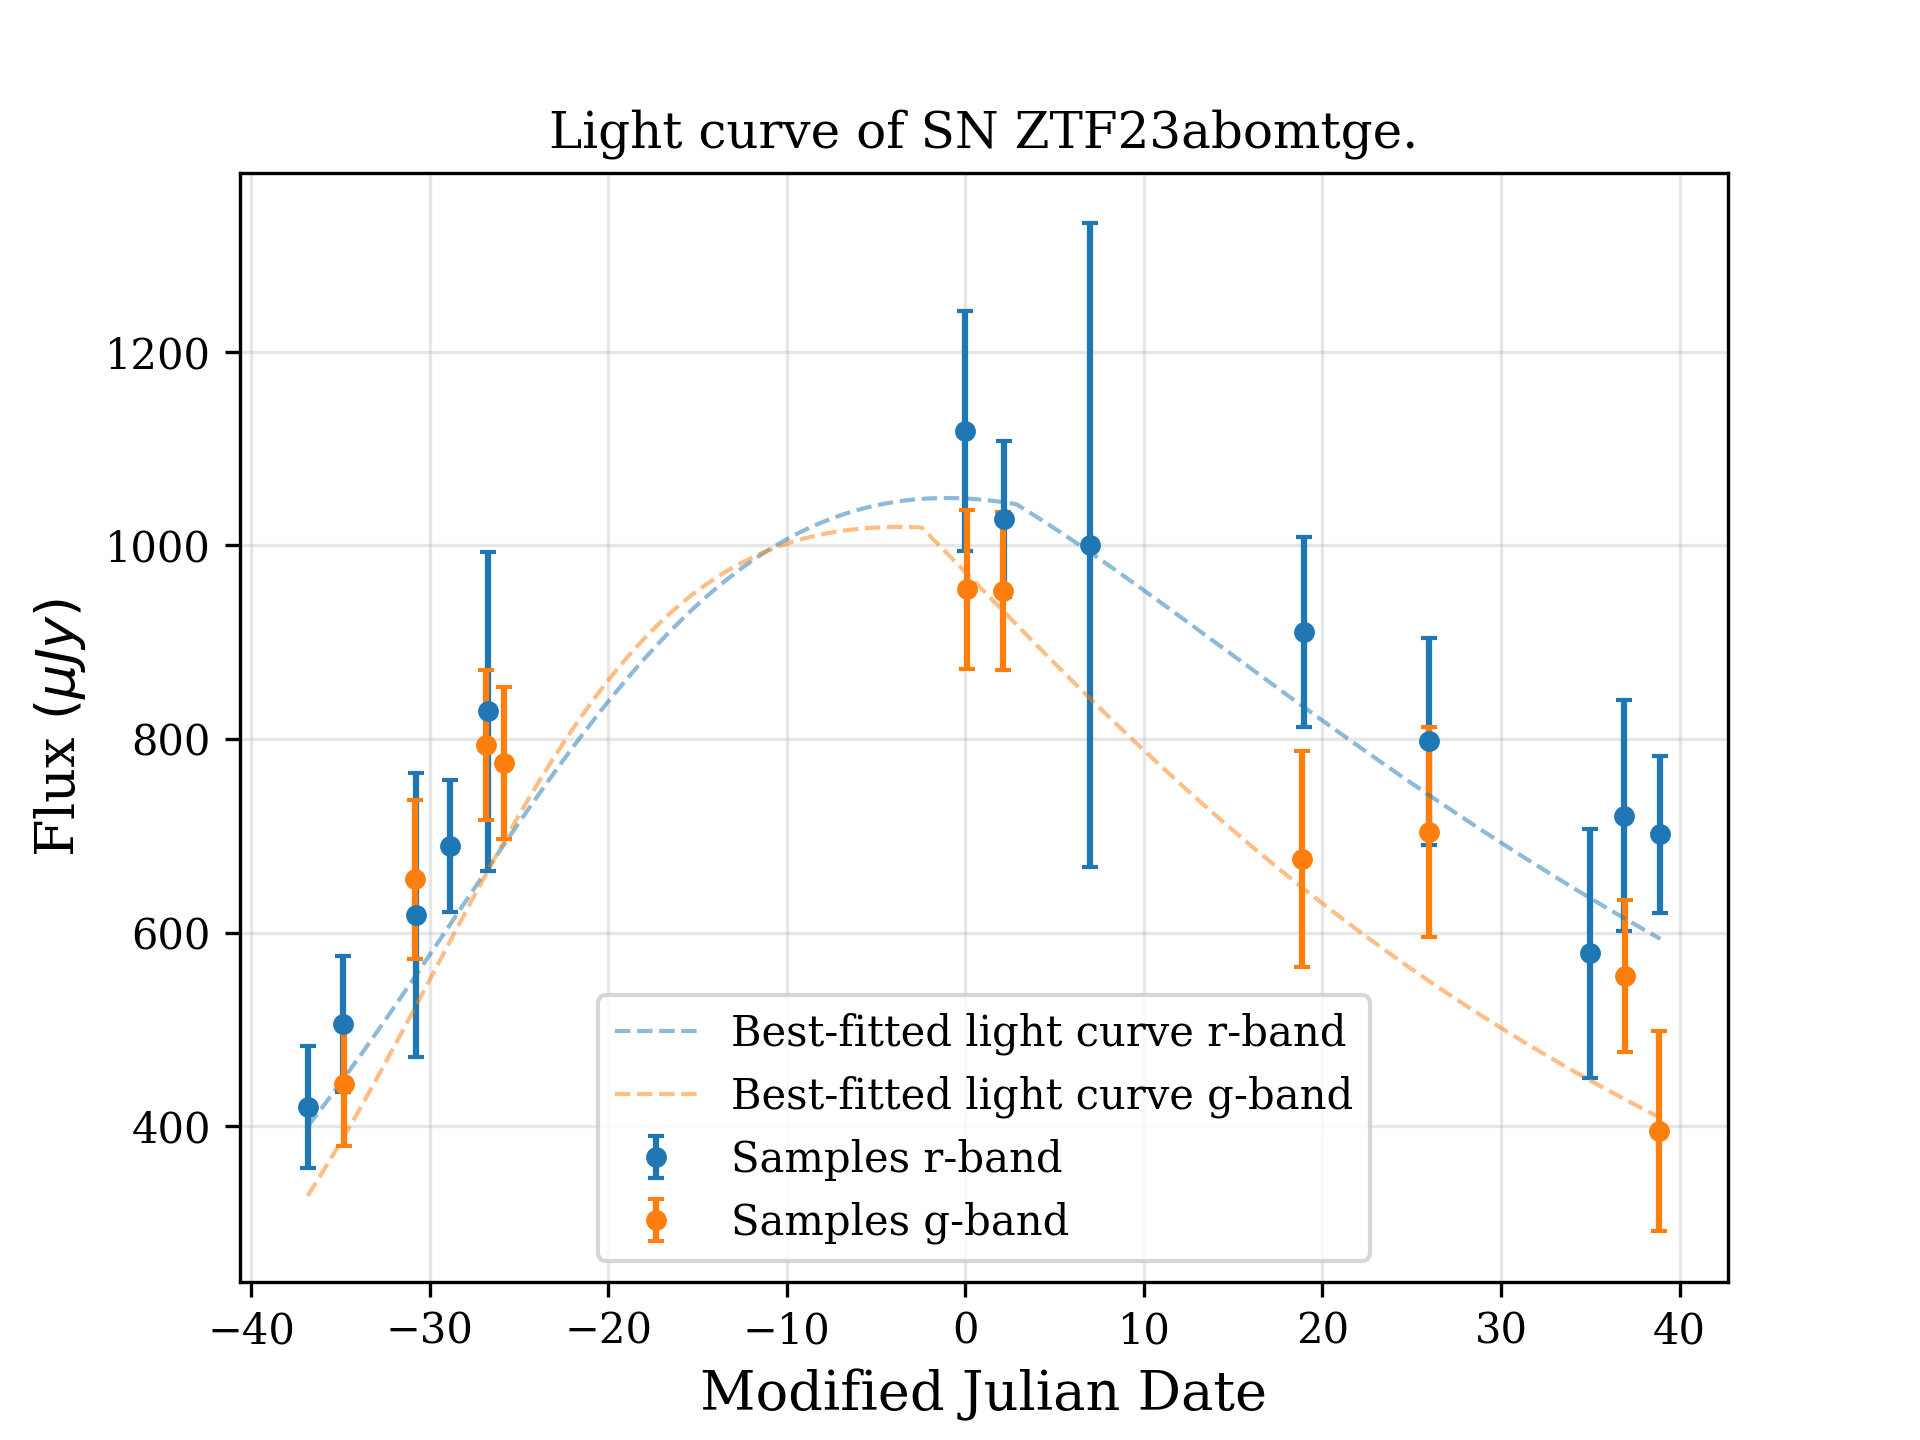 Light curve of SN ZTF23abomtge.
Flux (μJy)
1200
1000
800
600
400
Best-fitted light curve r-band
Best-fitted light curve g-band
Samples r-band
Samples g-band
−40 −30 −20 −10 0 10 20 30 40
Modified Julian Date